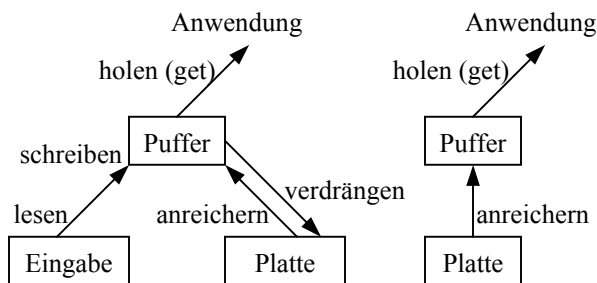 Anwendung
holen (get)
Puffer
schreiben
verdrängen
lesen
anreichern
Eingabe
Platte
Anwendung
holen (get)
Puffer
anreichern
Platte